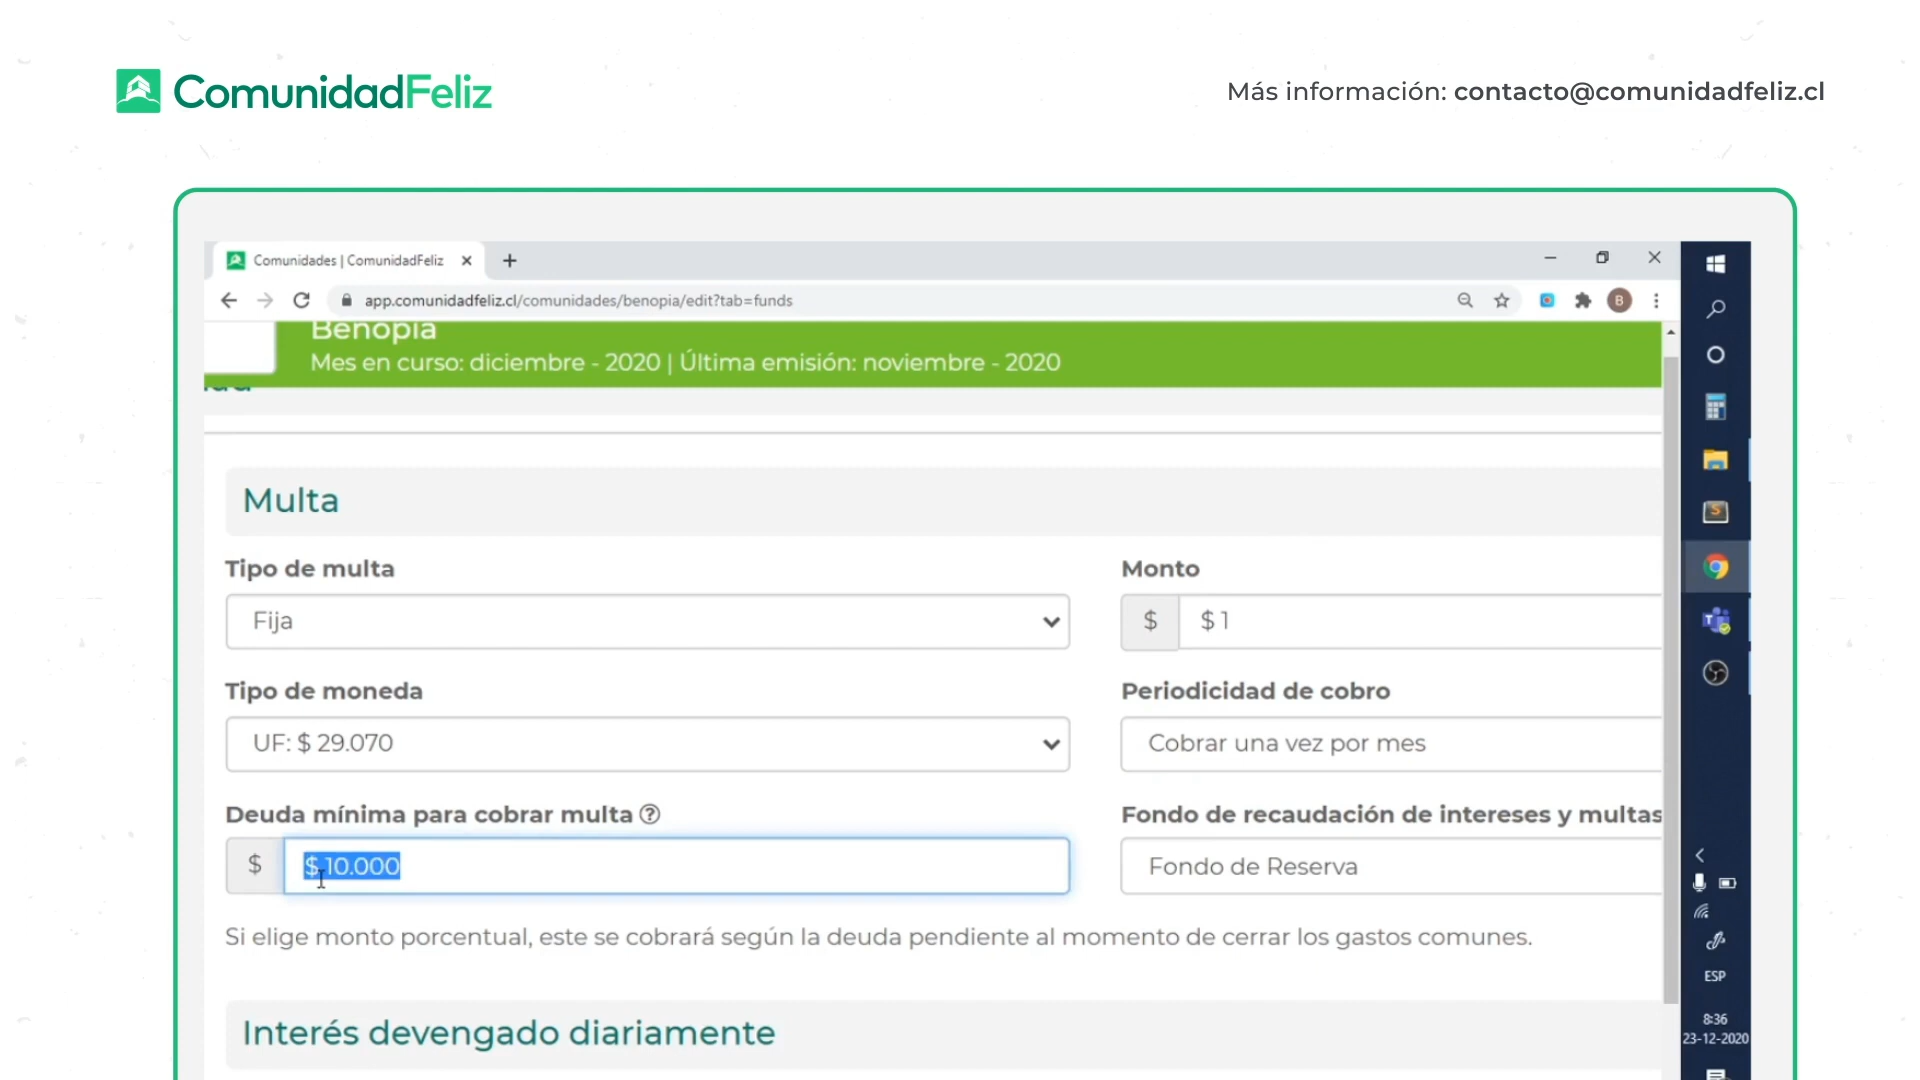 ComunidadFeliz
Más información: contacto@comunidadfeliz.cl
Comunidades | ComunidadFeliz
app.comunidadfeliz.cl/comunidades/benopia/edit?tab=funds
B
Benopia
Mes en curso: diciembre - 2020 | Última emisión: noviembre - 2020
Multa
Tipo de multa
Fija
Monto
$ $ 1
Tipo de moneda
UF: $ 29.070
Periodicidad de cobro
Cobrar una vez por mes
Deuda mínima para cobrar multa ?
$ $ 10.000
Fondo de recaudación de intereses y multas
Fondo de Reserva
Si elige monto porcentual, este se cobrará según la deuda pendiente al momento de cerrar los gastos comunes.
Interés devengado diariamente
ESP
8:36
23-12-2020